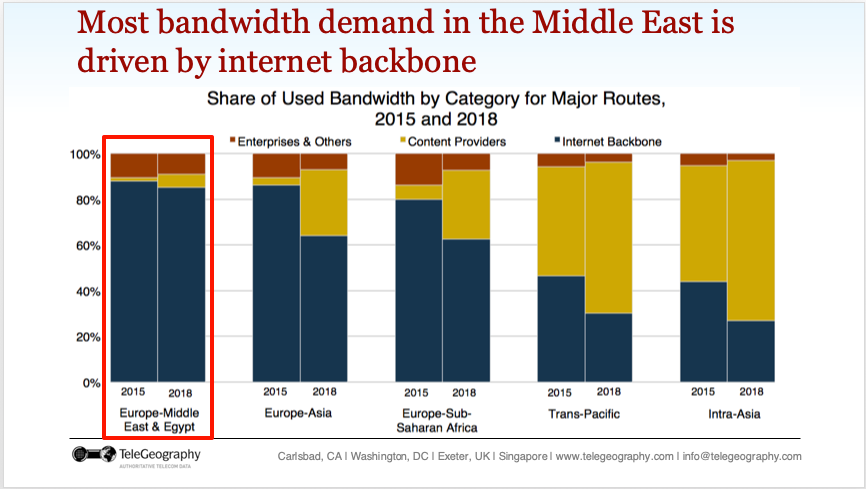 Most bandwidth demand in the Middle East is
driven by internet backbone
Share of Used Bandwidth by Category for Major Routes,
2015 and 2018
Enterprises & Others Content Providers Internet Backbone
100%
80%
60%
40%
20%
0%
2015 2018 2015 2018 2015 2018 2015 2018 2015 2018
Europe-Middle East & Egypt
Europe-Asia
Europe-Sub-Saharan Africa
Trans-Pacific
Intra-Asia
TeleGeography
AUTHORITATIVE TELECOM DATA
Carlsbad, CA | Washington, DC | Exeter, UK | Singapore | www.telegeography.com | info@telegeography.com